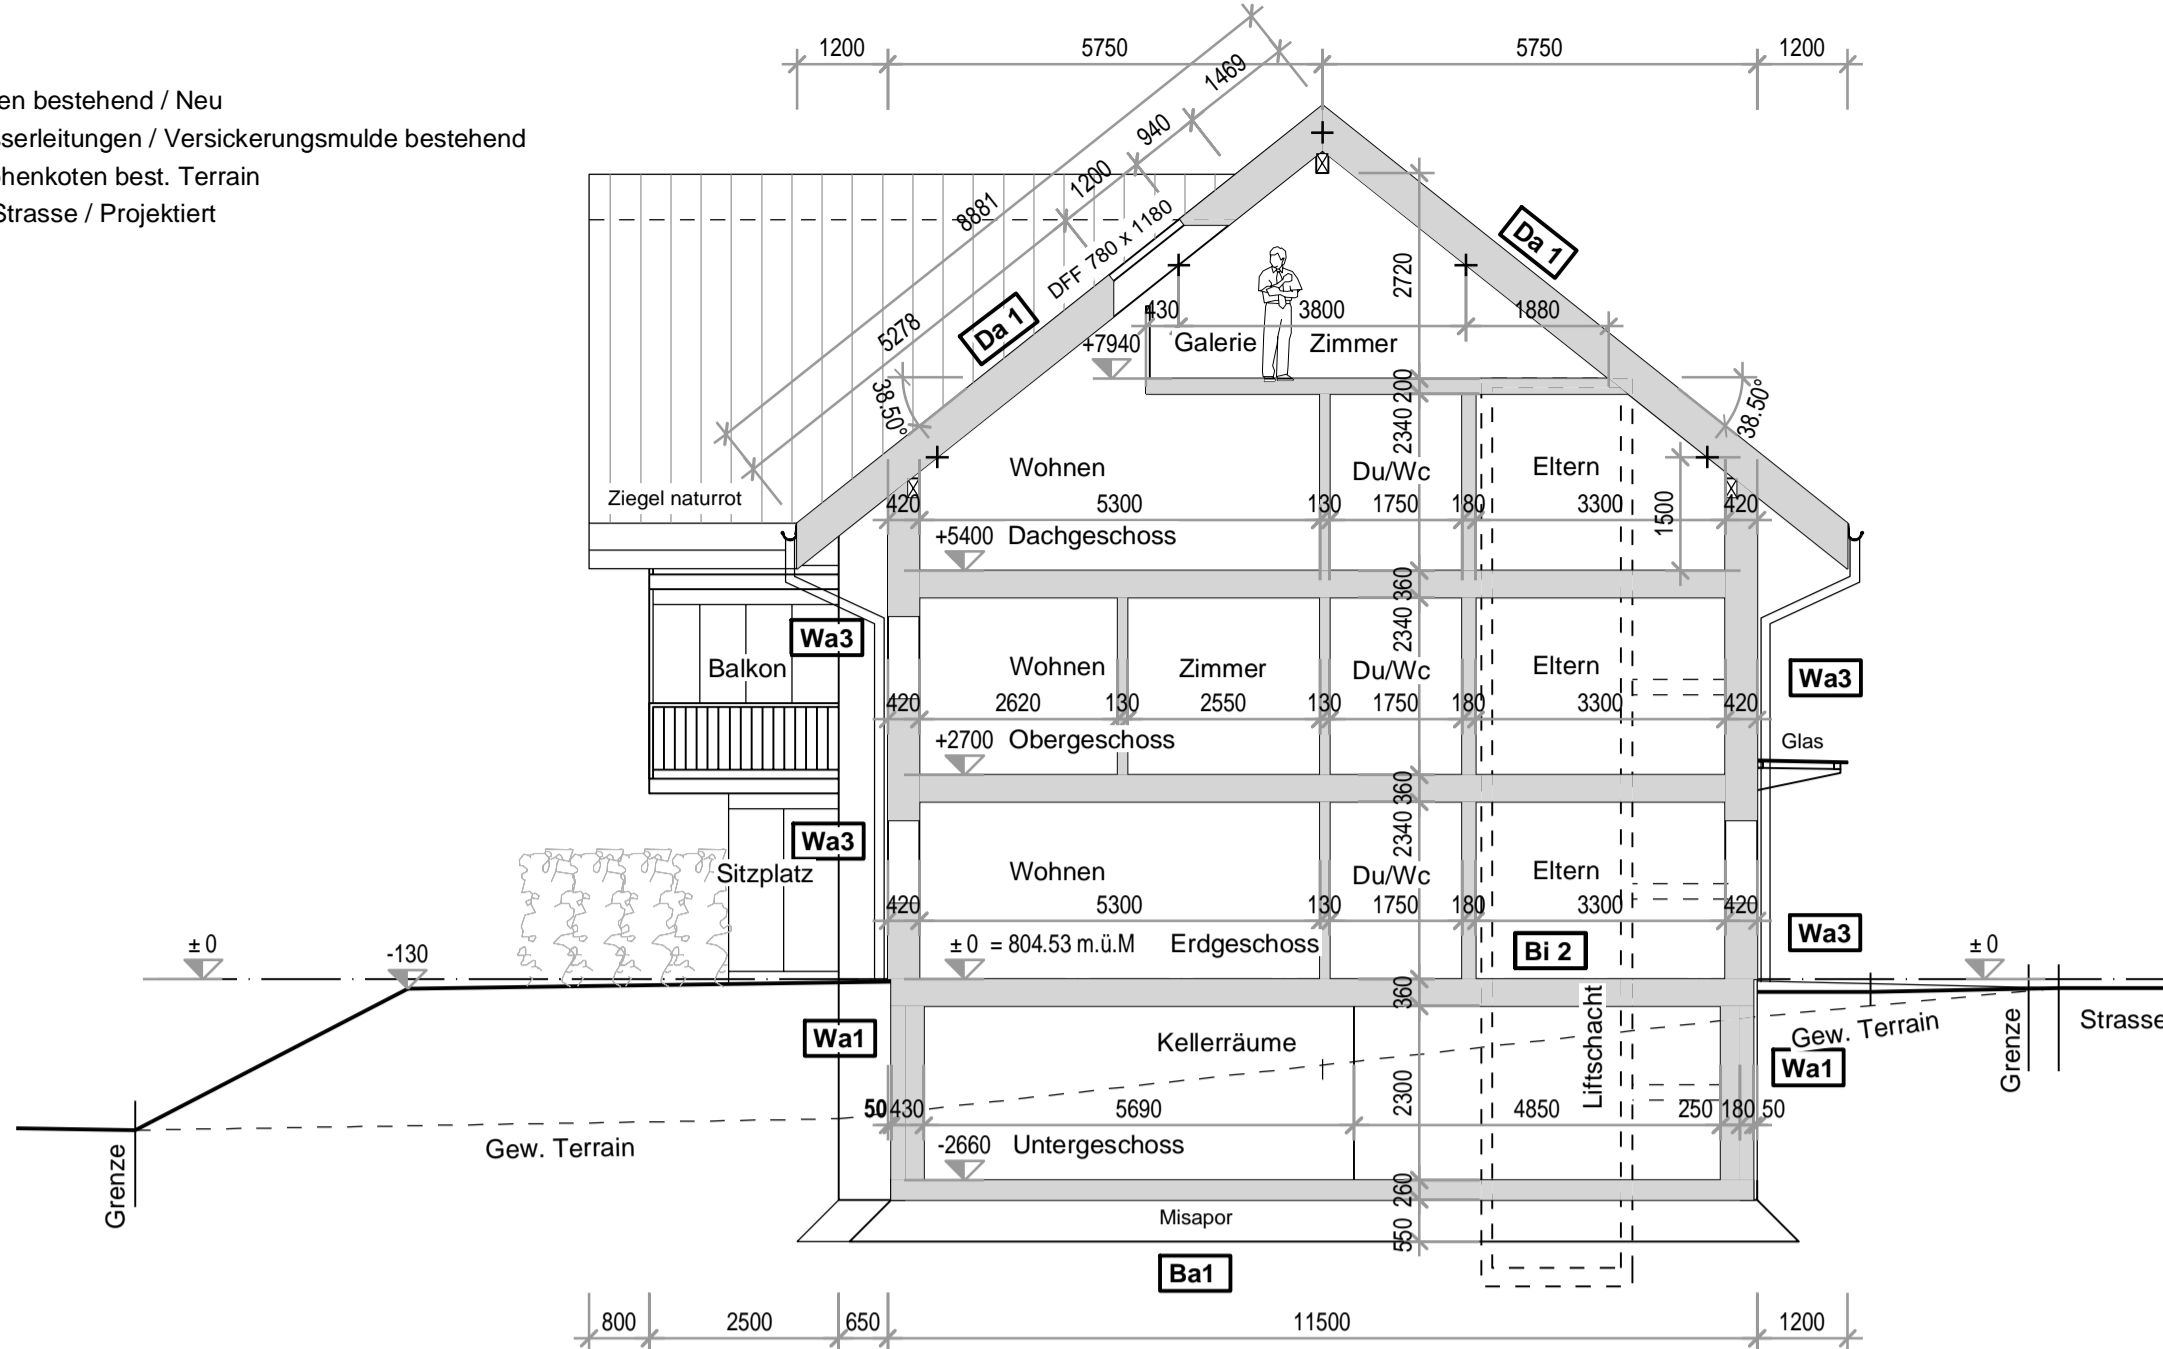 1200 5750 5750 1200
en bestehend / Neu
serleitungen / Versickerungsmulde bestehend
henkoten best. Terrain
Strasse / Projektiert
1469
940
1200
8881
5278
DFF 780 x 1180
Da 1
Da 1
38.50°
38.50°
2720
430 3800 1880
+7940 Galerie Zimmer
200
2340
Ziegel naturrot
Wohnen Du/Wc Eltern
420 5300 130 1750 180 3300 420
1500
+5400 Dachgeschoss
360
2340
Wa3
Balkon
Wohnen Zimmer Du/Wc Eltern
Wa3
420 2620 130 2550 130 1750 180 3300 420
+2700 Obergeschoss
Glas
360
2340
Wa3
Sitzplatz
Wohnen Du/Wc Eltern
420 5300 130 1750 180 3300 420
Wa3
± 0
-130
± 0 = 804.53 m.ü.M Erdgeschoss
Bi 2
± 0
360
Liftschacht
Wa1
Kellerräume
Gew. Terrain
Grenze
Strasse
Wa1
2300
50 430 5690 4850 250 180 50
Gew. Terrain
Grenze
-2660 Untergeschoss
260
Misapor
550
Ba1
800 2500 650 11500 1200